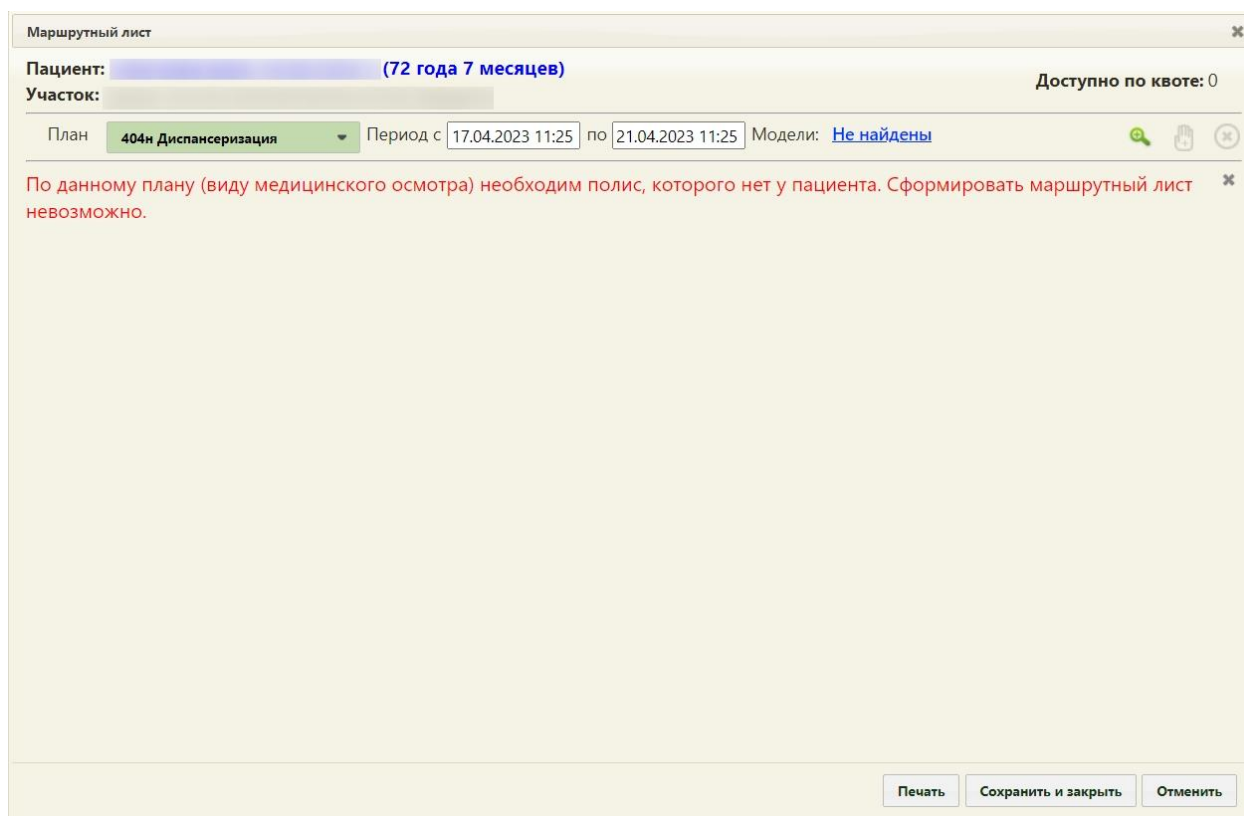 Маршрутный лист
Пациент: (72 года 7 месяцев)
Доступно по квоте: 0
Участок:
План 404н Диспансеризация Период с 17.04.2023 11:25 по 21.04.2023 11:25 Модели: Не найдены
По данному плану (виду медицинского осмотра) необходим полис, которого нет у пациента. Сформировать маршрутный лист
невозможно.
Печать Сохранить и закрыть Отменить